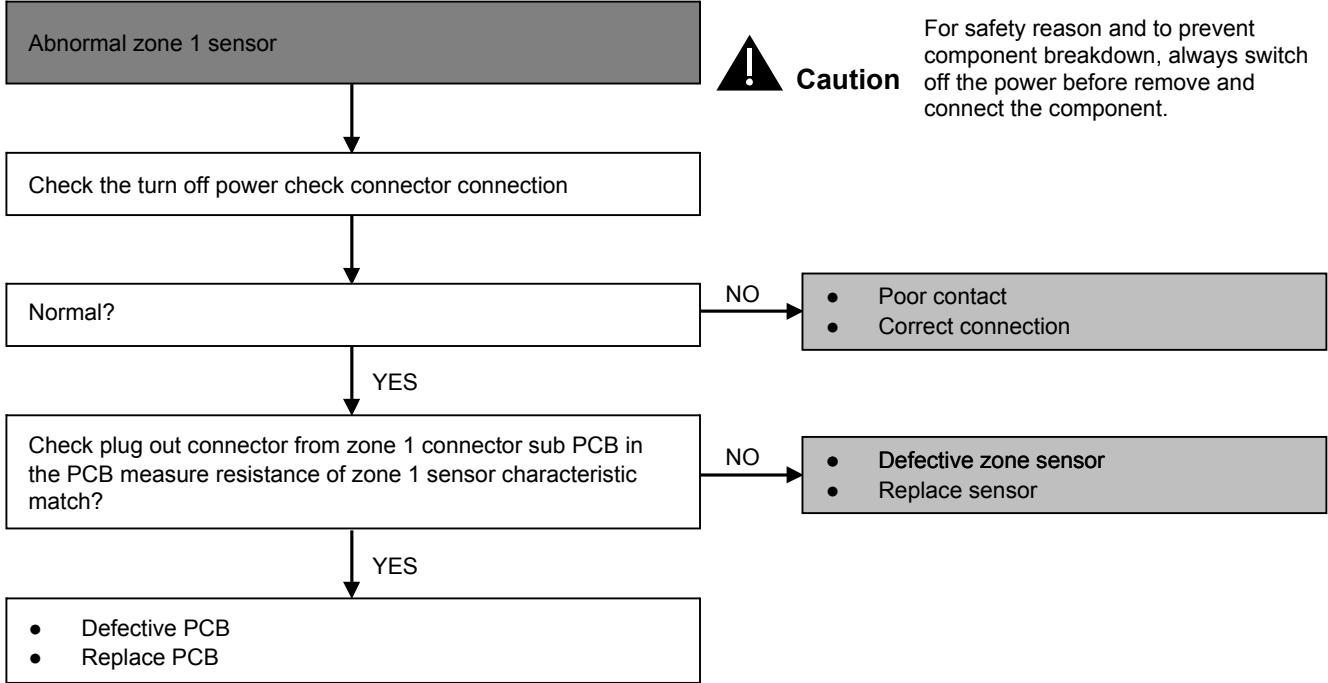 Abnormal zone 1 sensor
Caution
For safety reason and to prevent
component breakdown, always switch
off the power before remove and
connect the component.
Check the turn off power check connector connection
Normal?
NO
● Poor contact
● Correct connection
YES
Check plug out connector from zone 1 connector sub PCB in
the PCB measure resistance of zone 1 sensor characteristic
match?
NO
● Defective zone sensor
● Replace sensor
YES
● Defective PCB
● Replace PCB